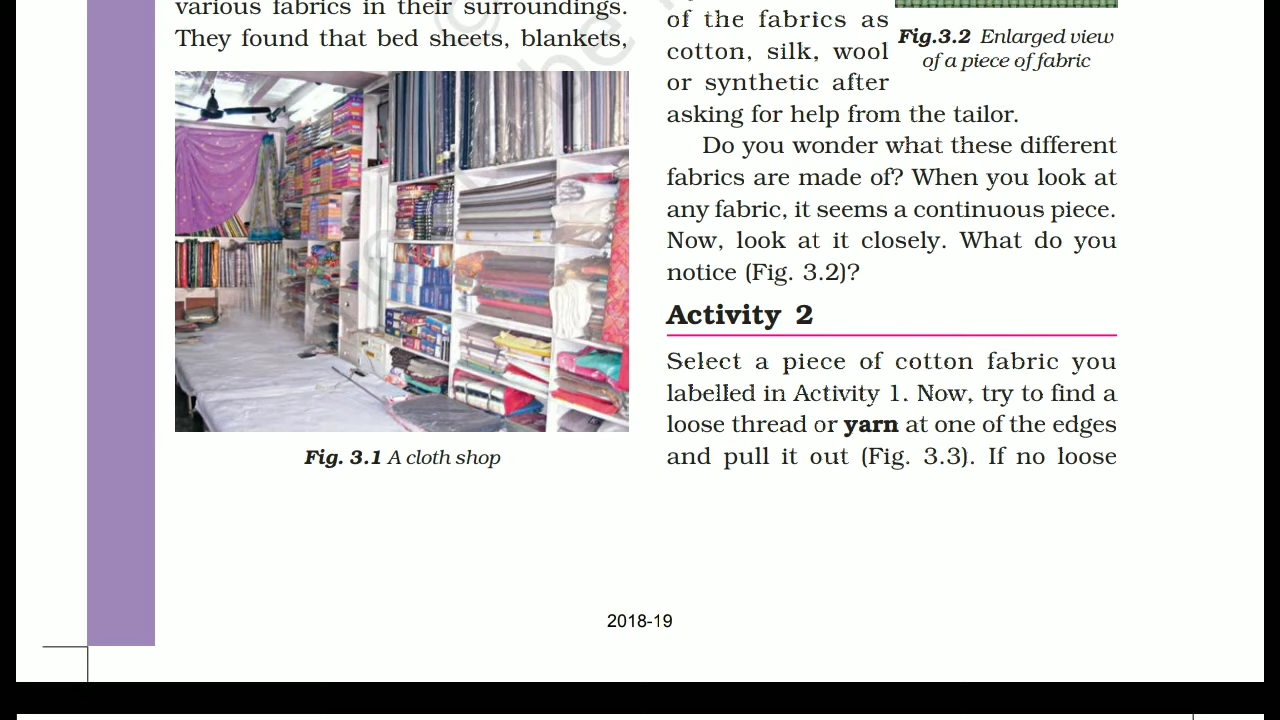 various fabrics in their surroundings.
They found that bed sheets, blankets,
Fig. 3.1 A cloth shop
of the fabrics as
cotton, silk, wool
or synthetic after
asking for help from the tailor.
Fig.3.2 Enlarged view
of a piece of fabric
Do you wonder what these different
fabrics are made of? When you look at
any fabric, it seems a continuous piece.
Now, look at it closely. What do you
notice (Fig. 3.2)?
Activity 2
Select a piece of cotton fabric you
labelled in Activity 1. Now, try to find a
loose thread or yarn at one of the edges
and pull it out (Fig. 3.3). If no loose
2018-19